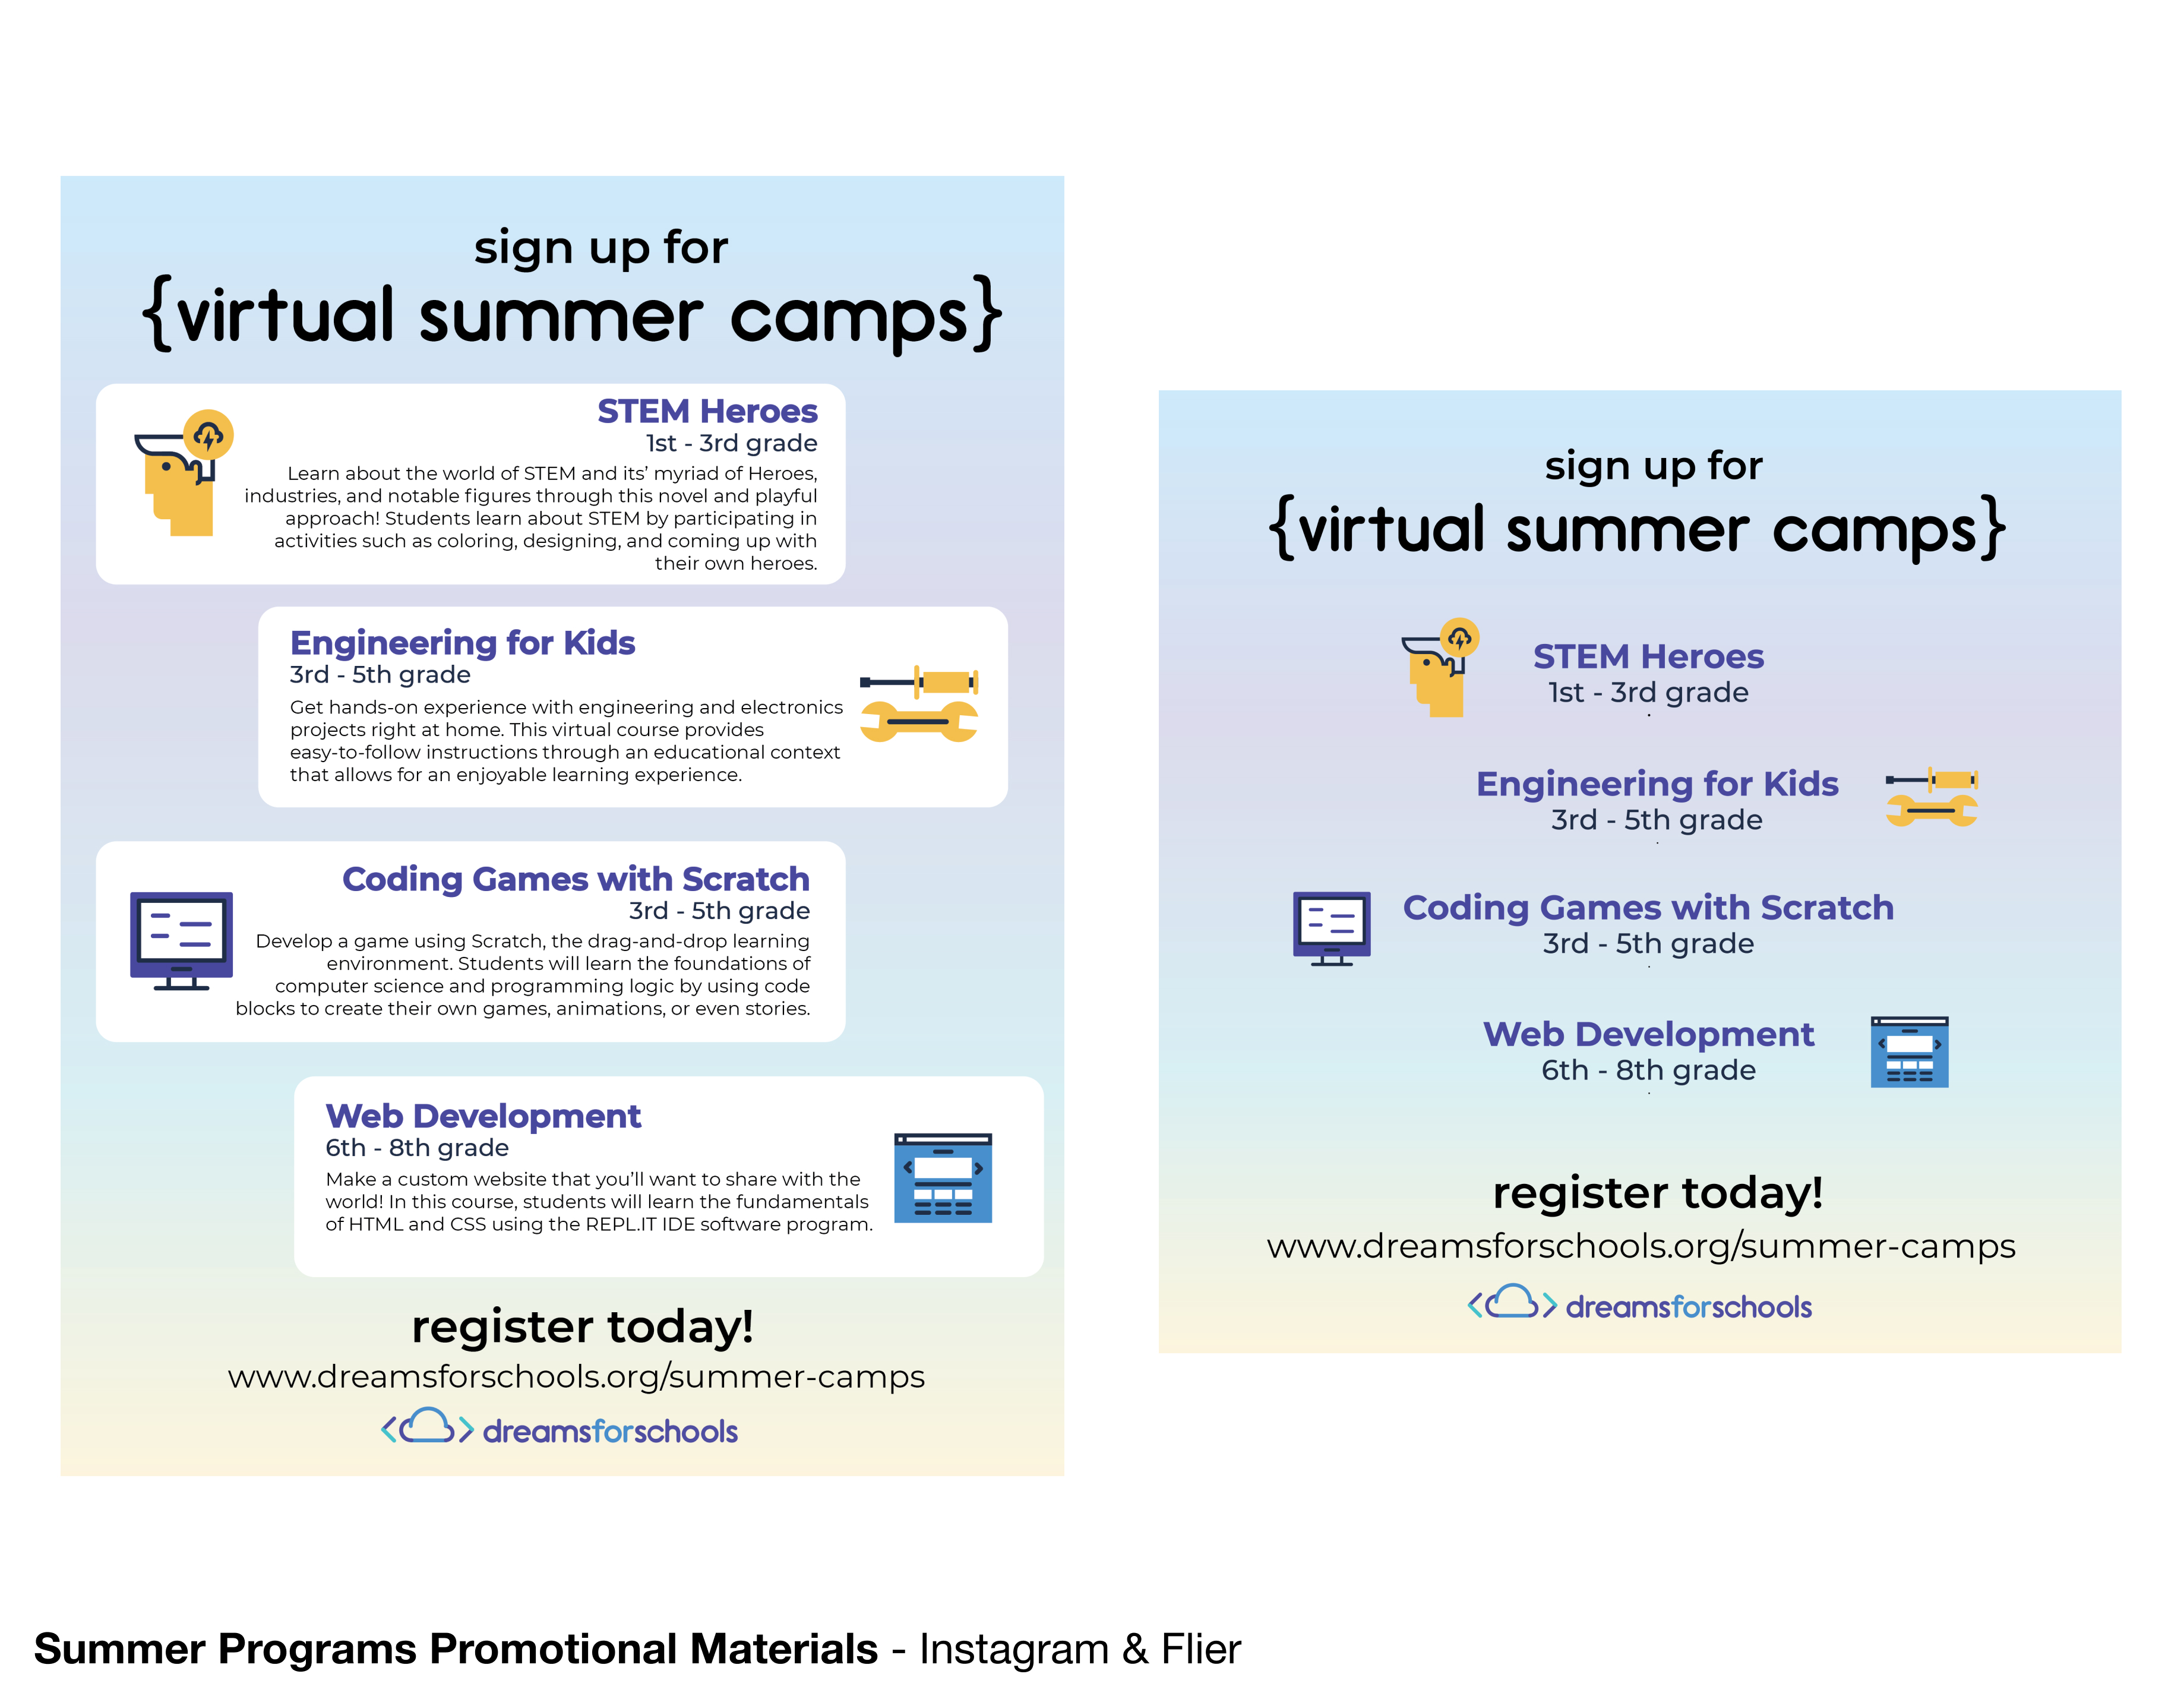 sign up for
{virtual summer camps}
STEM Heroes
1st - 3rd grade
Learn about the world of STEM and its’ myriad of Heroes,
industries, and notable figures through this novel and playful
approach! Students learn about STEM by participating in
activities such as coloring, designing, and coming up with
their own heroes.
Engineering for Kids
3rd - 5th grade
Get hands-on experience with engineering and electronics
projects right at home. This virtual course provides
easy-to-follow instructions through an educational context
that allows for an enjoyable learning experience.
Coding Games with Scratch
3rd - 5th grade
Develop a game using Scratch, the drag-and-drop learning
environment. Students will learn the foundations of
computer science and programming logic by using code
blocks to create their own games, animations, or even stories.
Web Development
6th - 8th grade
Make a custom website that you’ll want to share with the
world! In this course, students will learn the fundamentals
of HTML and CSS using the REPL.IT IDE software program.
register today!
www.dreamsforschools.org/summer-camps
dreamsforschools
sign up for
{virtual summer camps}
STEM Heroes
1st - 3rd grade
.
Engineering for Kids
3rd - 5th grade
.
Coding Games with Scratch
3rd - 5th grade
.
Web Development
6th - 8th grade
.
register today!
www.dreamsforschools.org/summer-camps
dreamsforschools
Summer Programs Promotional Materials - Instagram & Flier